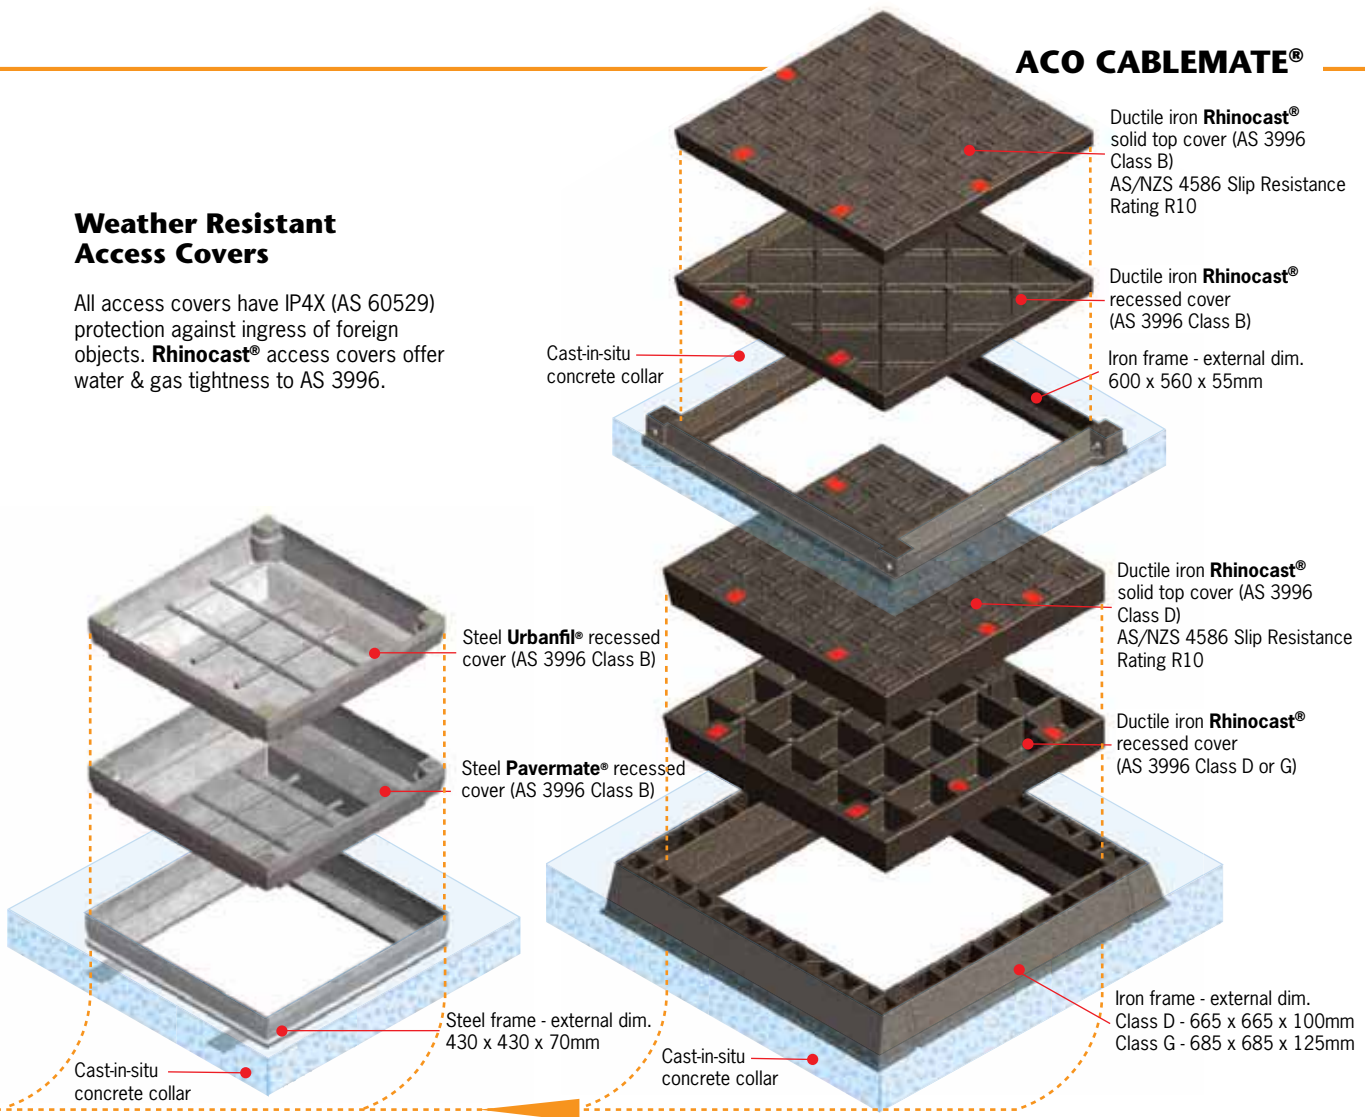 ACO CABLEMATE®
Weather Resistant
Access Covers
All access covers have IP4X (AS 60529)
protection against ingress of foreign
objects. Rhinocast® access covers offer
water & gas tightness to AS 3996.
Ductile iron Rhinocast®
solid top cover (AS 3996
Class B)
AS/NZS 4586 Slip Resistance
Rating R10
Ductile iron Rhinocast®
recessed cover
(AS 3996 Class B)
Cast-in-situ
concrete collar
Iron frame - external dim.
600 x 560 x 55mm
Ductile iron Rhinocast®
solid top cover (AS 3996
Class D)
AS/NZS 4586 Slip Resistance
Rating R10
Steel Urbanfil® recessed
cover (AS 3996 Class B)
Ductile iron Rhinocast®
recessed cover
(AS 3996 Class D or G)
Steel Pavermate® recessed
cover (AS 3996 Class B)
Steel frame - external dim.
430 x 430 x 70mm
Iron frame - external dim.
Class D - 665 x 665 x 100mm
Class G - 685 x 685 x 125mm
Cast-in-situ
concrete collar
Cast-in-situ
concrete collar